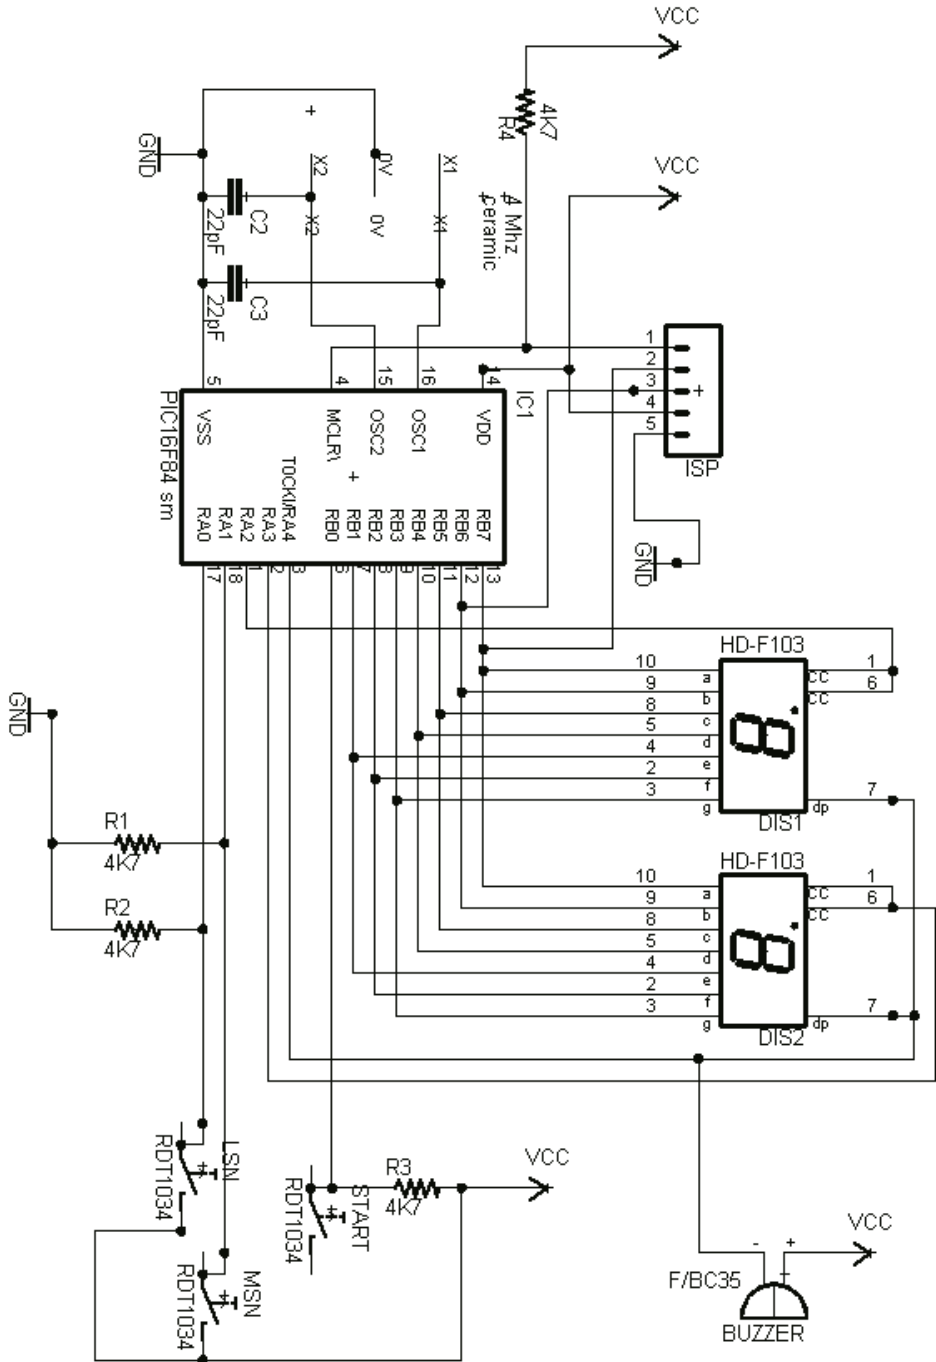 VCC
4K7
R4
GND
+
X2
0V
X1
X2
0V
X1
VCC
4 Mhz
ceramic
C2
22pF
C3
22pF
1
2
3
4
5
+
ISP
5
4
15
16
14
IC1
PIC16F84 sm
VSS
MCLR\
OSC2
OSC1
VDD
+
RA0
RA1
RA2
RA3
TOCKI/RA4
RB0
RB1
RB2
RB3
RB4
RB5
RB6
RB7
17
18
1
2
3
6
7
8
9
10
11
12
13
GND
HD-F103
10
9
8
5
4
2
3
a
b
c
d
e
f
g
CC
CC
dp
1
6
7
DIS1
GND
R1
4K7
R2
4K7
HD-F103
10
9
8
5
4
2
3
a
b
c
d
e
f
g
CC
CC
dp
1
6
7
DIS2
LSN
RDT1034
MSN
RDT1034
START
RDT1034
R3
4K7
VCC
VCC
- +
F/BC35
BUZZER